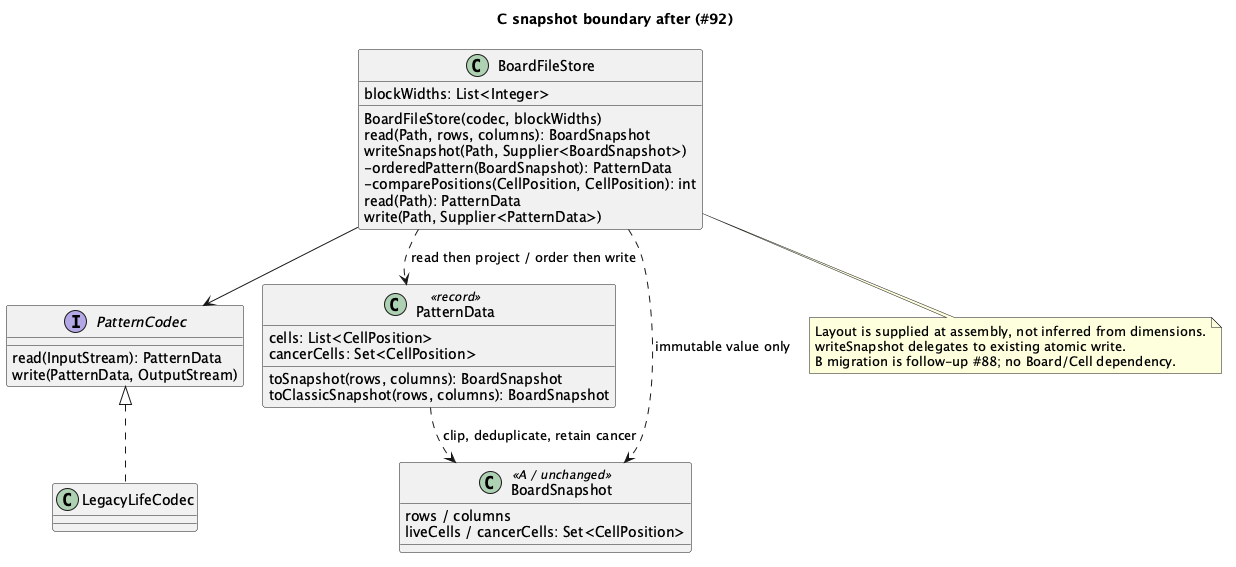 C snapshot boundary after (#92)
C BoardFileStore
blockWidths: List<Integer>
BoardFileStore(codec, blockWidths)
read(Path, rows, columns): BoardSnapshot
writeSnapshot(Path, Supplier<BoardSnapshot>)
-orderedPattern(BoardSnapshot): PatternData
-comparePositions(CellPosition, CellPosition): int
read(Path): PatternData
write(Path, Supplier<PatternData>)
read then project / order then write
I PatternCodec
read(InputStream): PatternData
write(PatternData, OutputStream)
«record»
C PatternData
cells: List<CellPosition>
cancerCells: Set<CellPosition>
toSnapshot(rows, columns): BoardSnapshot
toClassicSnapshot(rows, columns): BoardSnapshot
immutable value only
Layout is supplied at assembly, not inferred from dimensions.
writeSnapshot delegates to existing atomic write.
B migration is follow-up #88; no Board/Cell dependency.
clip, deduplicate, retain cancer
C LegacyLifeCodec
«A / unchanged»
C BoardSnapshot
rows / columns
liveCells / cancerCells: Set<CellPosition>